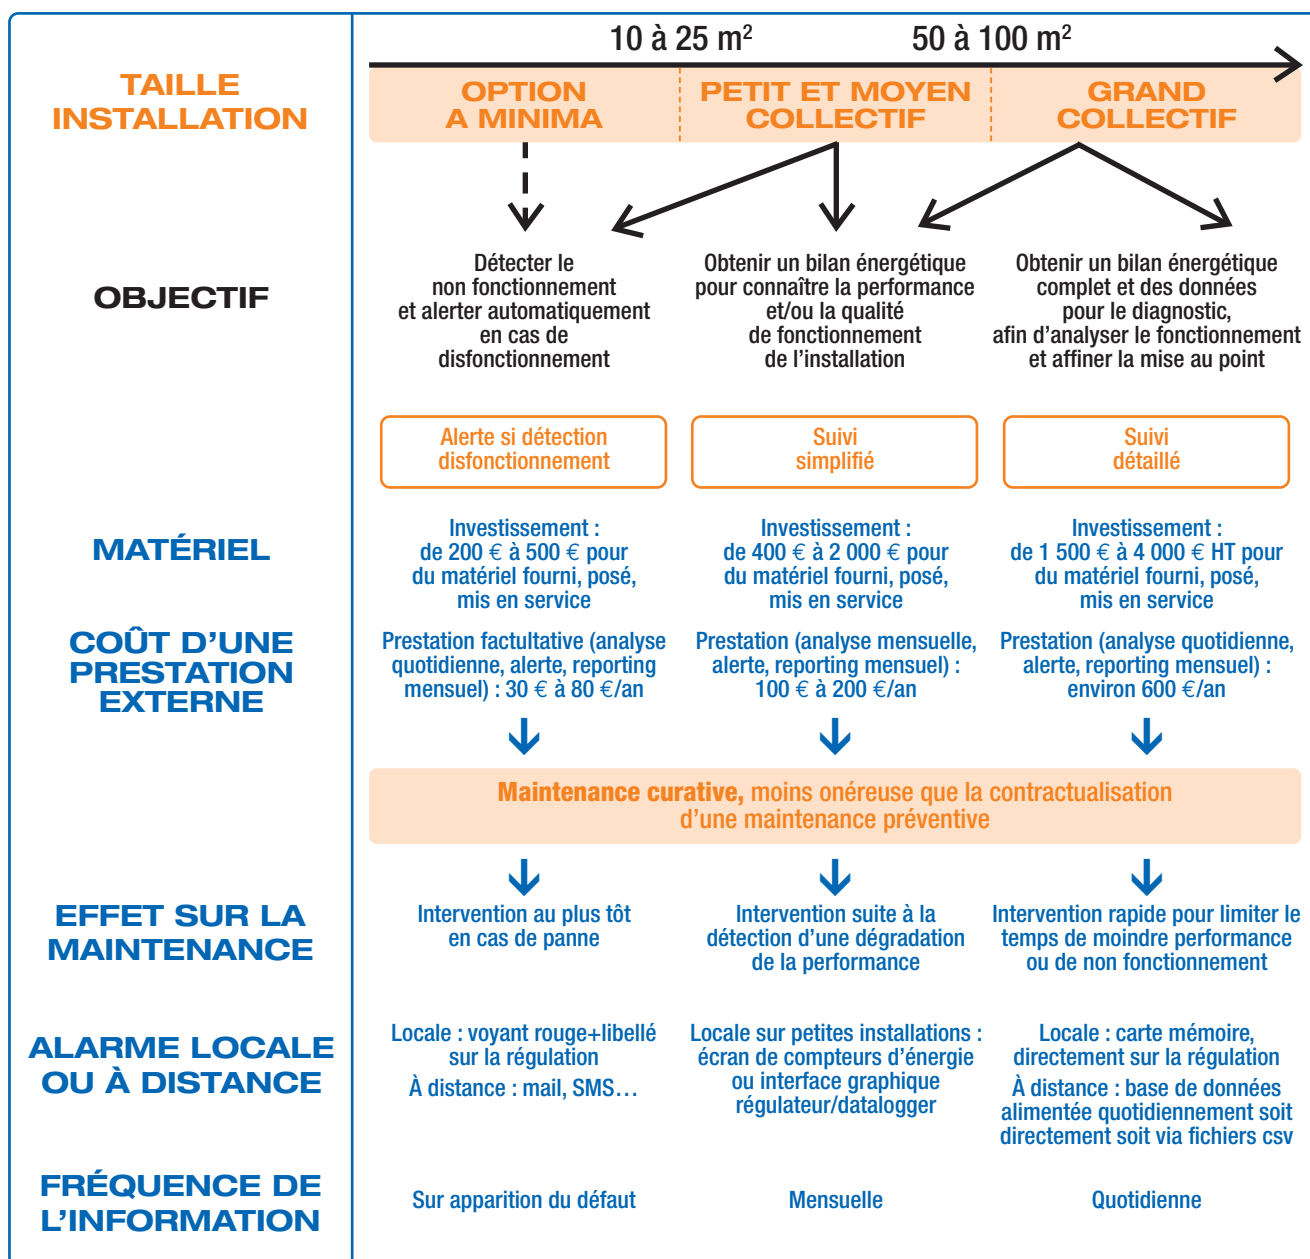 10 à 25 m²
50 à 100 m²
TAILLE
INSTALLATION
OPTION
A MINIMA
PETIT ET MOYEN
COLLECTIF
GRAND
COLLECTIF
OBJECTIF
Détecter le
non fonctionnement
et alerter automatiquement
en cas de
disfonctionnement
Obtenir un bilan énergétique
pour connaître la performance
et/ou la qualité
de fonctionnement
de l’installation
Obtenir un bilan énergétique
complet et des données
pour le diagnostic,
afin d’analyser le fonctionnement
et affiner la mise au point
Alerte si détection
disfonctionnement
Suivi
simplifié
Suivi
détaillé
MATÉRIEL
Investissement :
de 200 € à 500 € pour
du matériel fourni, posé,
mis en service
Investissement :
de 400 € à 2 000 € pour
du matériel fourni, posé,
mis en service
Investissement :
de 1 500 € à 4 000 € HT pour
du matériel fourni, posé,
mis en service
COÛT D’UNE
PRESTATION
EXTERNE
Prestation factultative (analyse
quotidienne, alerte, reporting
mensuel) : 30 € à 80 €/an
Prestation (analyse mensuelle,
alerte, reporting mensuel) :
100 € à 200 €/an
Prestation (analyse quotidienne,
alerte, reporting mensuel) :
environ 600 €/an
Maintenance curative, moins onéreuse que la contractualisation
d’une maintenance préventive
EFFET SUR LA
MAINTENANCE
Intervention au plus tôt
en cas de panne
Intervention suite à la
détection d’une dégradation
de la performance
Intervention rapide pour limiter le
temps de moindre performance
ou de non fonctionnement
ALARME LOCALE
OU À DISTANCE
Locale : voyant rouge+libellé
sur la régulation
À distance : mail, SMS…
Locale sur petites installations :
écran de compteurs d’énergie
ou interface graphique
régulateur/datalogger
Locale : carte mémoire,
directement sur la régulation
À distance : base de données
alimentée quotidiennement soit
directement soit via fichiers csv
FRÉQUENCE DE
L’INFORMATION
Sur apparition du défaut
Mensuelle
Quotidienne